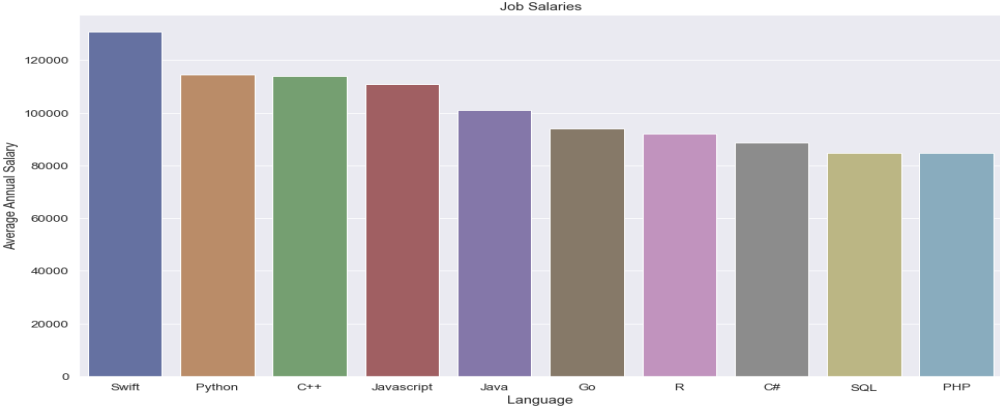 Job Salaries
Average Annual Salary
120000
100000
80000
60000
40000
20000
0
Swift Python C++ Javascript Java Go R C# SQL PHP
Language